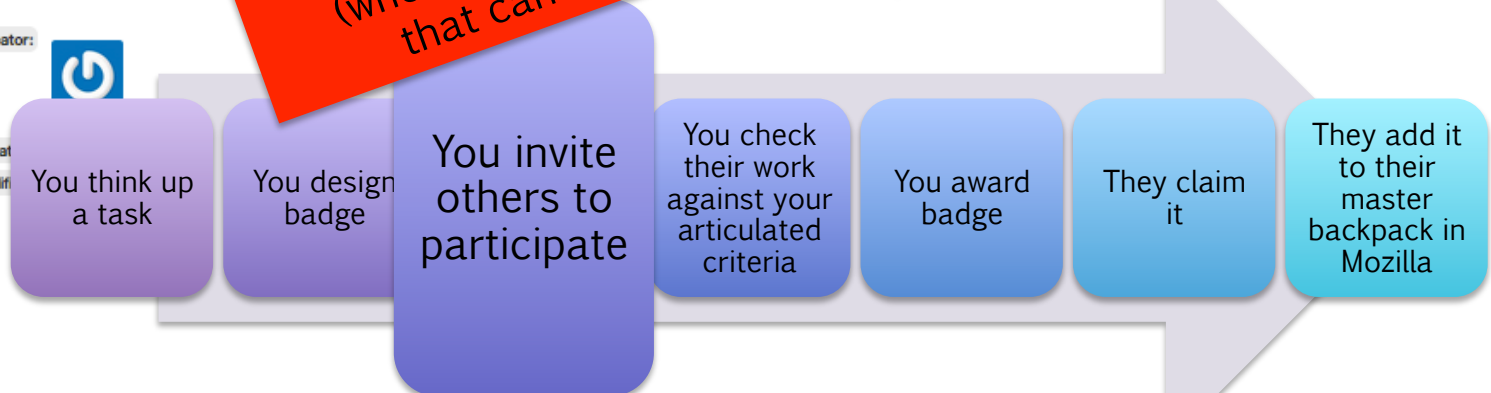 that can
You think up
a task
You design
badge
You invite
others to
participate
You check
their work
against your
articulated
criteria
You award
badge
They claim
it
They add it
to their
master
backpack in
Mozilla